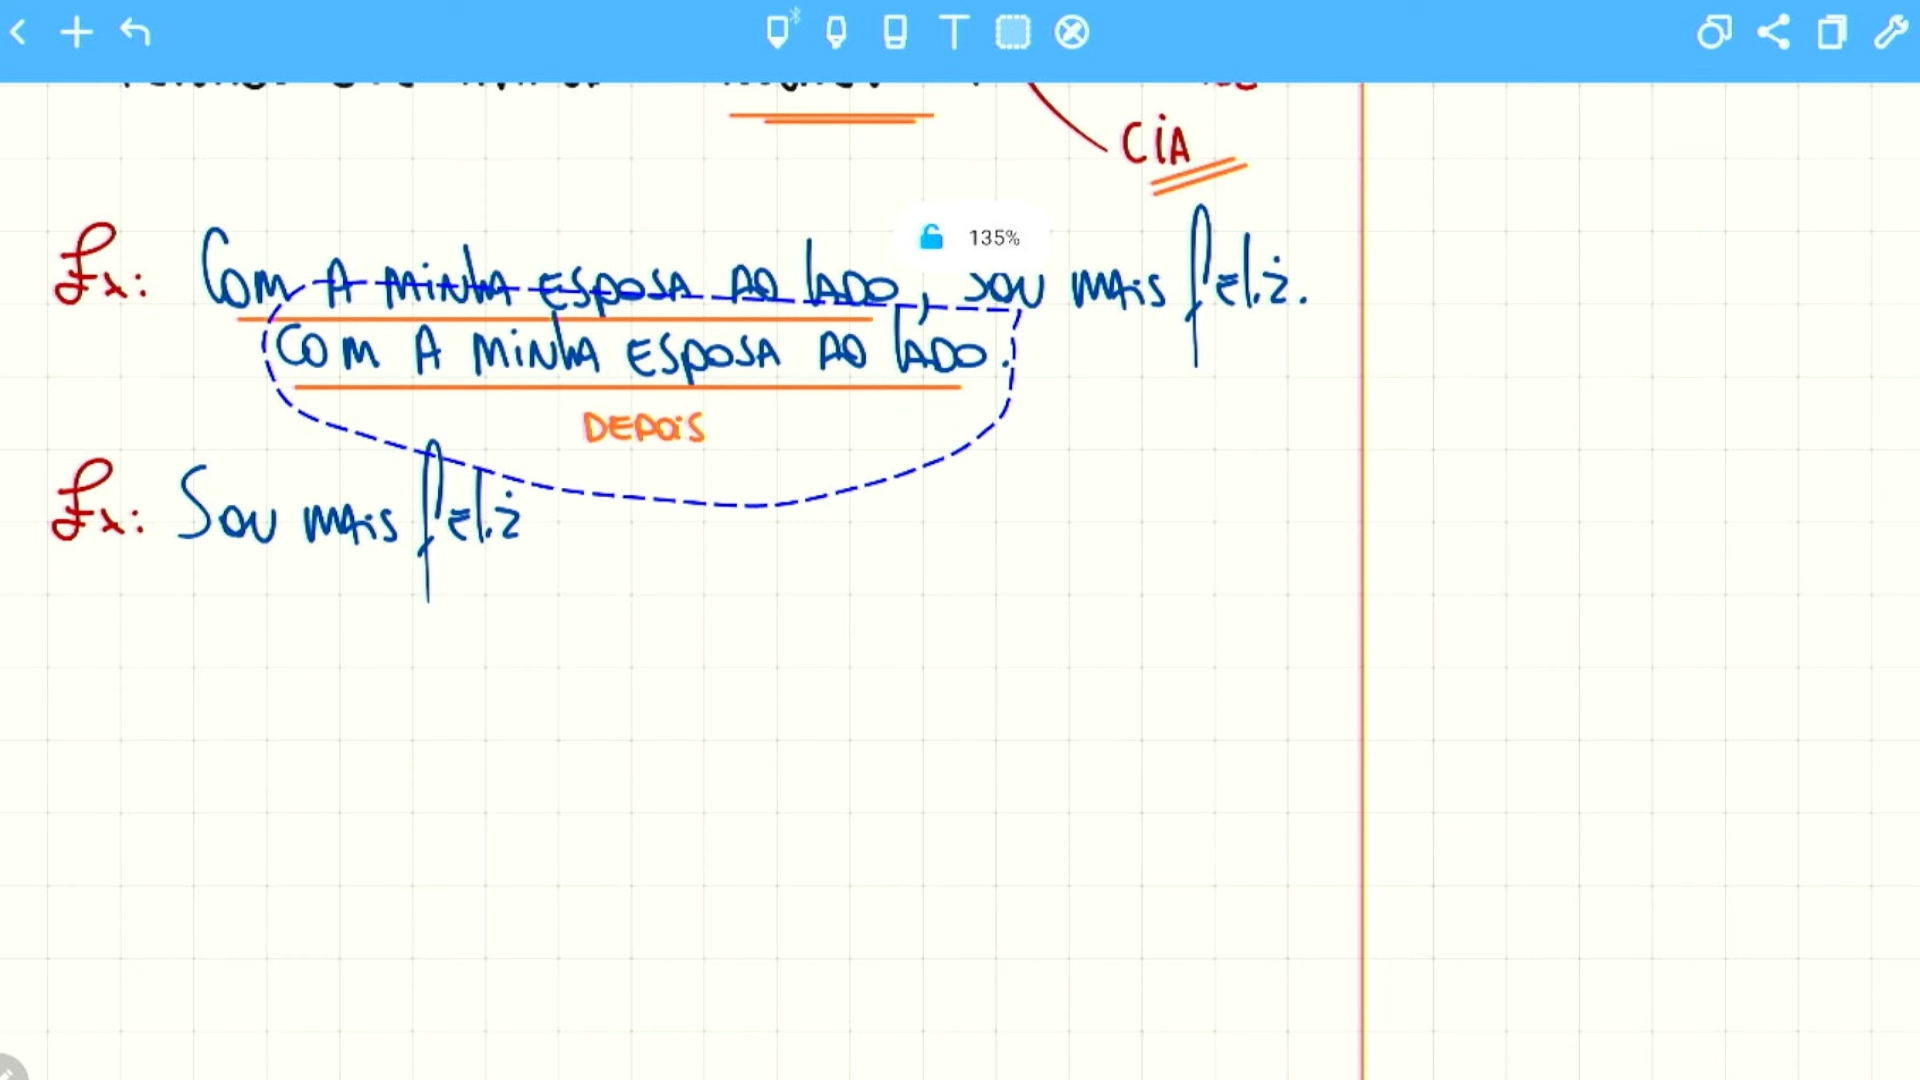 CiA
135%
Ex: Com A minha esposa ao lado, sou mais feliz.
Com A minha esposa ao lado.
DEPOiS
Ex: Sou mais feliz